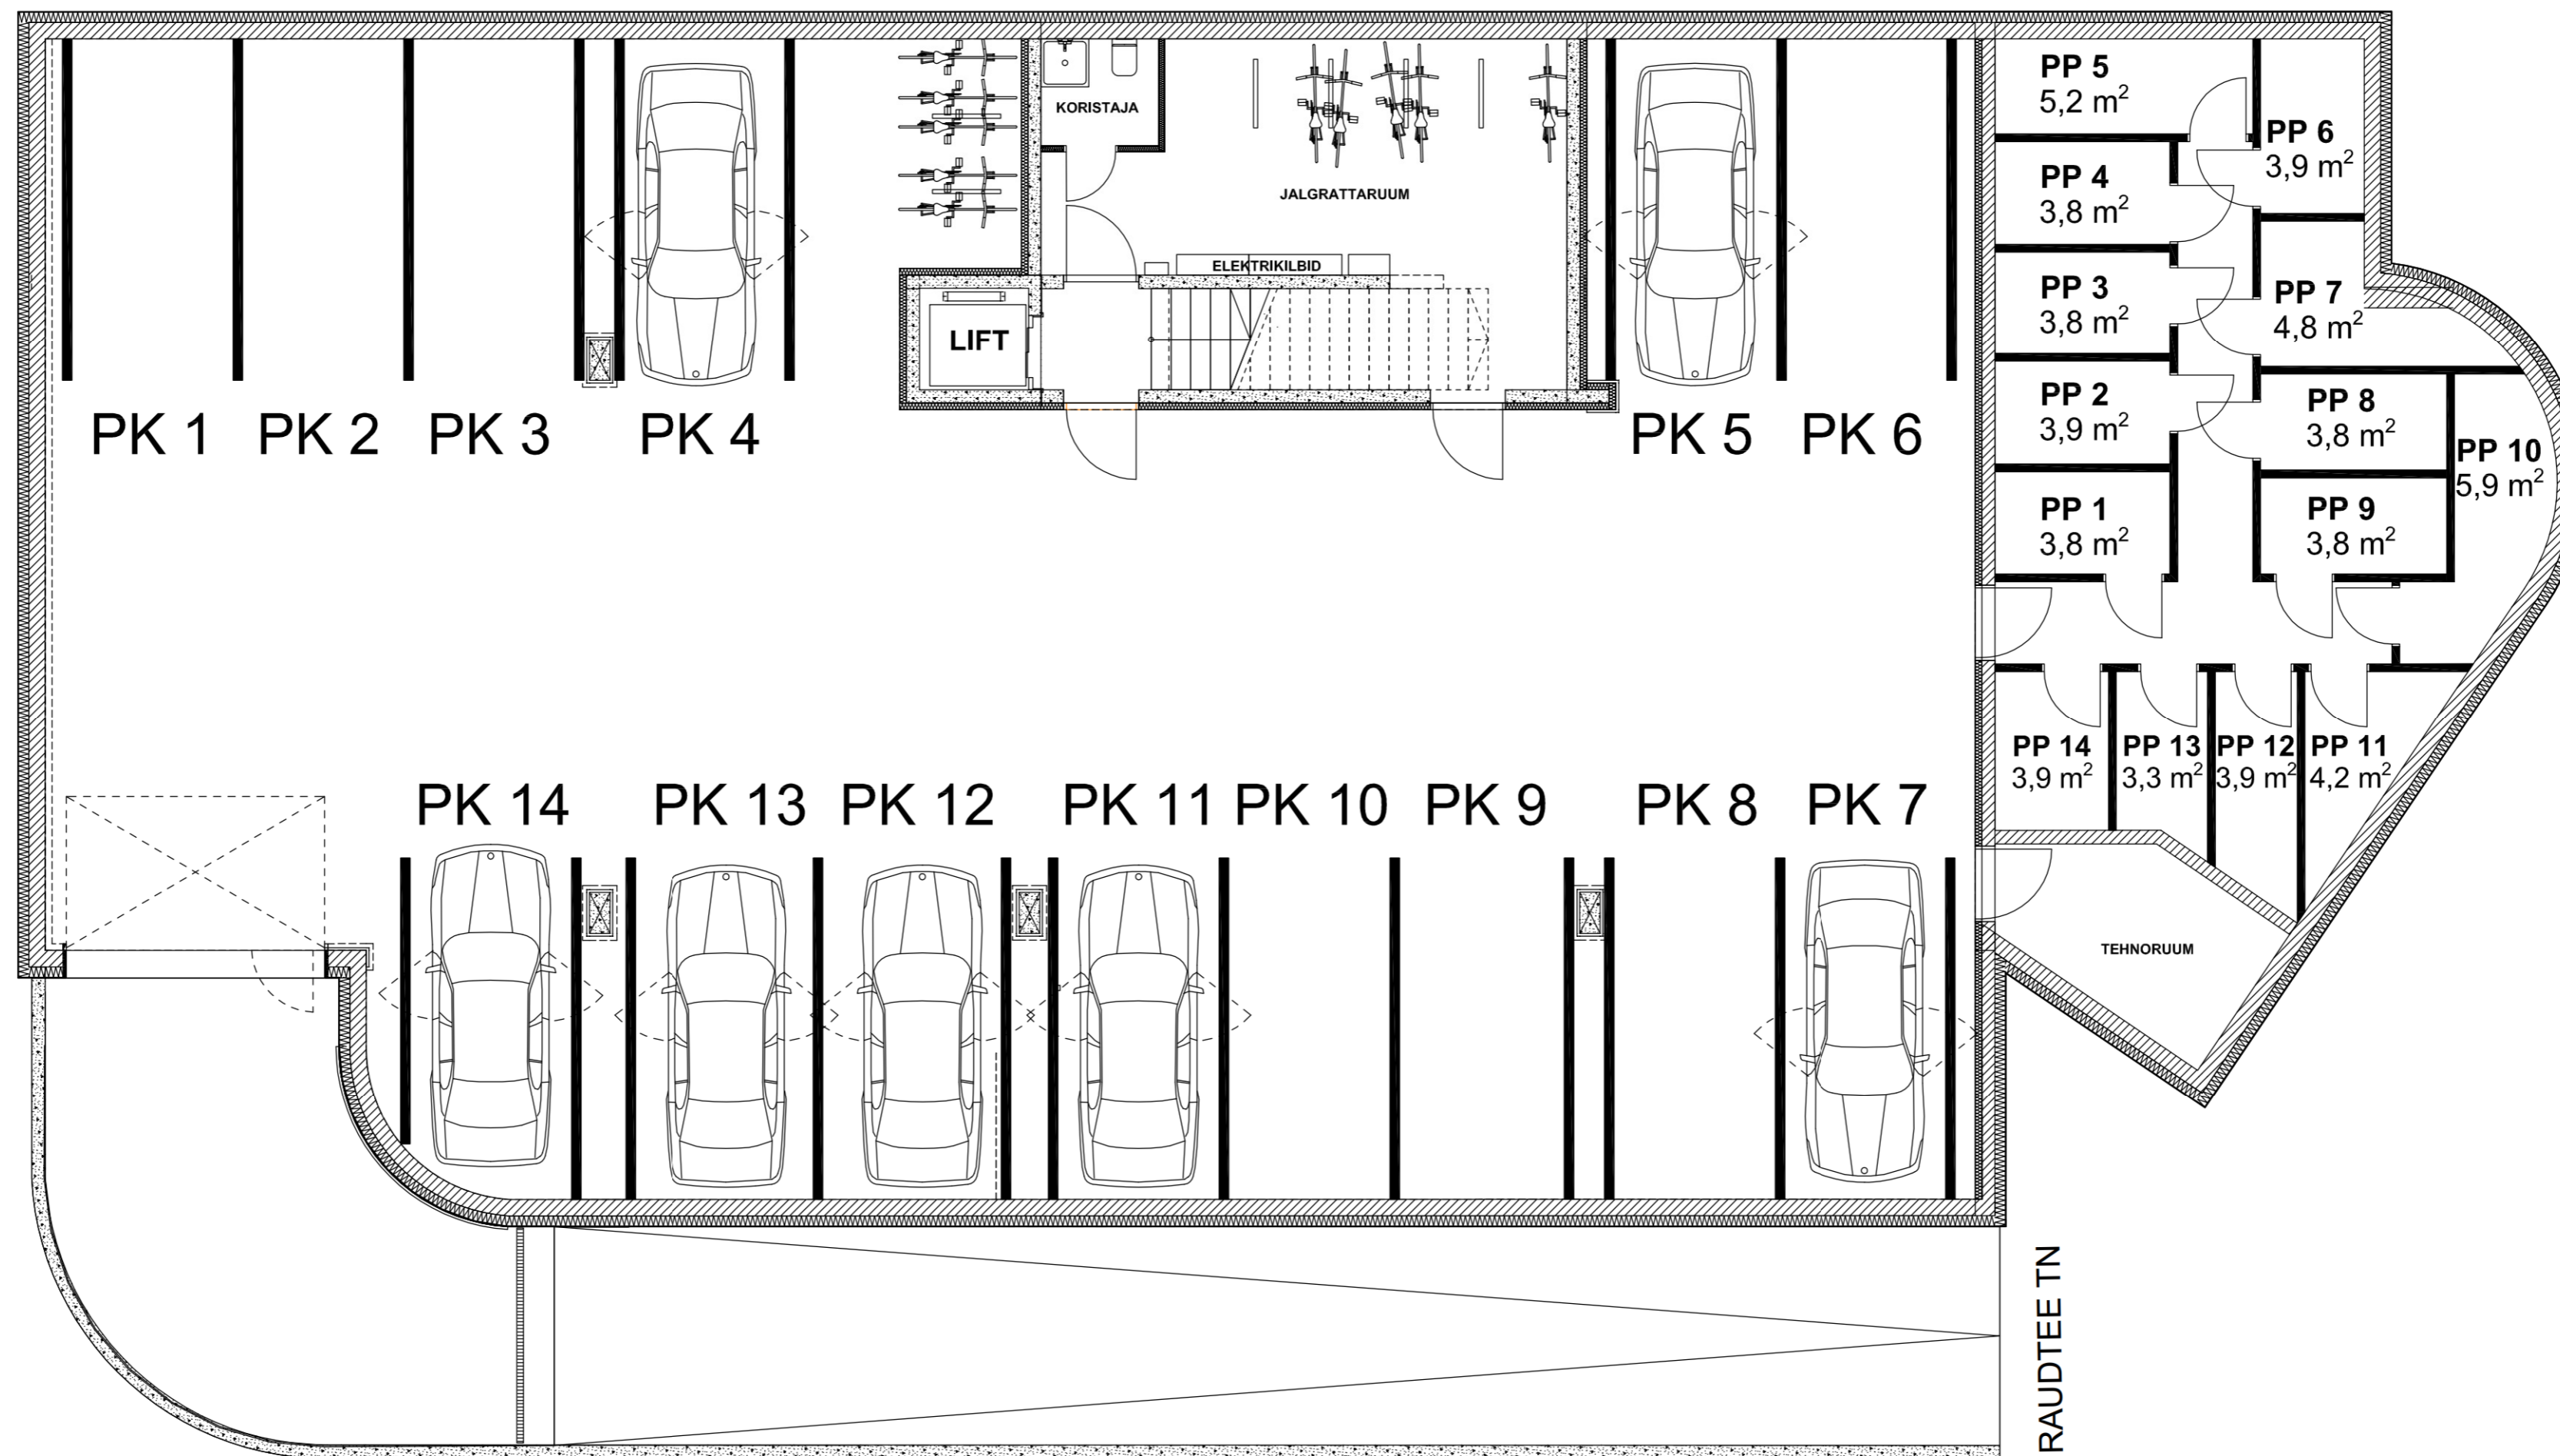 PP 5
5,2 m²
PP 6
3,9 m²
KORISTAJA
JALGRATTARUUM
PP 4
3,8 m²
ELEKTRIKILBID
PP 3
3,8 m²
PP 7
4,8 m²
LIFT
PK 1
PK 2
PK 3
PK 4
PK 5
PK 6
PP 2
3,9 m²
PP 8
3,8 m²
PP 10
5,9 m²
PP 1
3,8 m²
PP 9
3,8 m²
PP 14
3,9 m²
PP 13
3,3 m²
PP 12
3,9 m²
PP 11
4,2 m²
PK 14
PK 13
PK 12
PK 11
PK 10
PK 9
PK 8
PK 7
TEHNORUUM
RAUDTEE TN